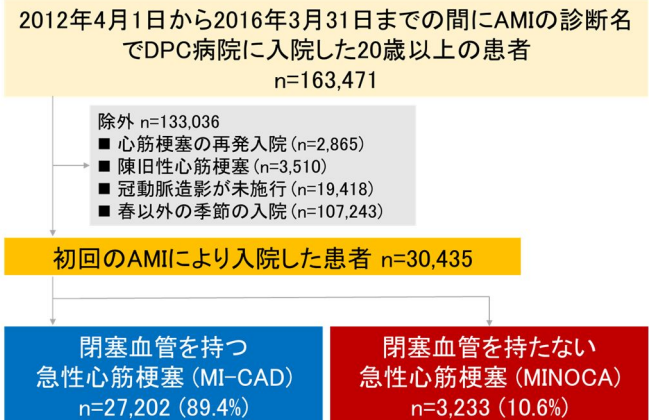 2012年4月1日から2016年3月31日までの間にAMIの診断名
でDPC病院に入院した20歳以上の患者
n=163,471
除外 n=133,036
■ 心筋梗塞の再発入院 (n=2,865)
■ 陳旧性心筋梗塞 (n=3,510)
■ 冠動脈造影が未施行 (n=19,418)
■ 春以外の季節の入院 (n=107,243)
初回のAMIにより入院した患者 n=30,435
閉塞血管を持つ
急性心筋梗塞 (MI-CAD)
n=27,202 (89.4%)
閉塞血管を持たない
急性心筋梗塞 (MINOCA)
n=3,233 (10.6%)